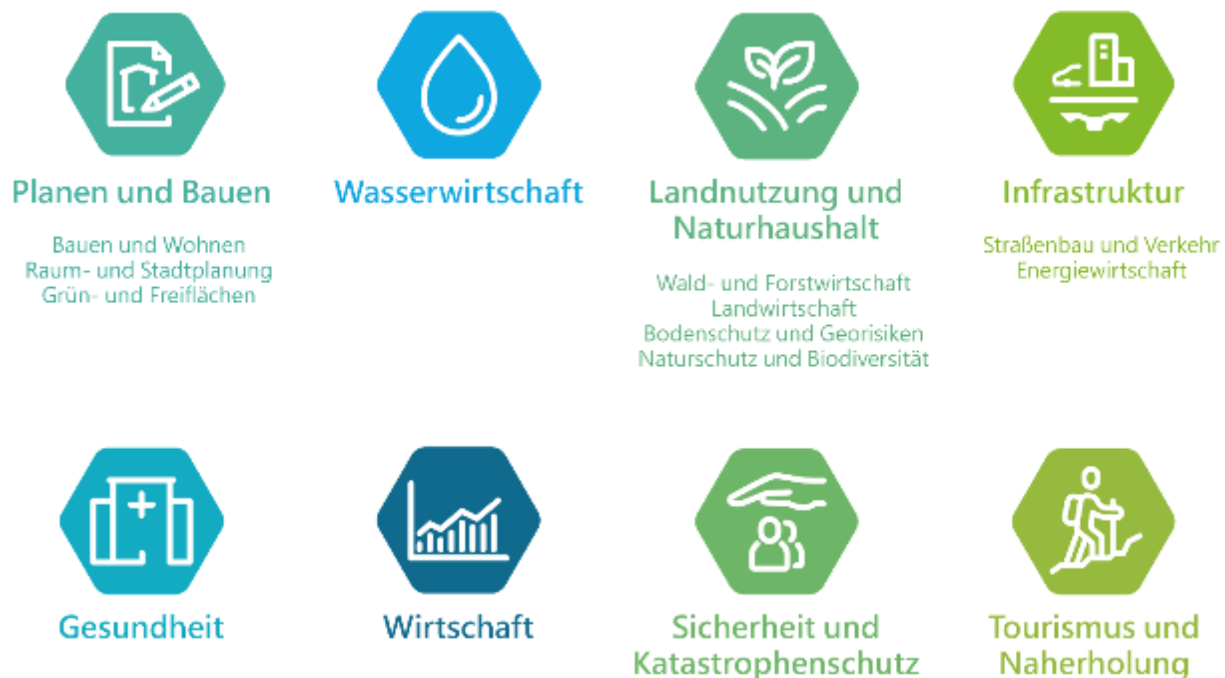 Planen und Bauen
Bauen und Wohnen
Raum- und Stadtplanung
Grün- und Freiflächen
Wasserwirtschaft
Landnutzung und
Naturhaushalt
Wald- und Forstwirtschaft
Landwirtschaft
Bodenschutz und Georisiken
Naturschutz und Biodiversität
Infrastruktur
Straßenbau und Verkehr
Energiewirtschaft
Gesundheit
Wirtschaft
Sicherheit und
Katastrophenschutz
Tourismus und
Naherholung